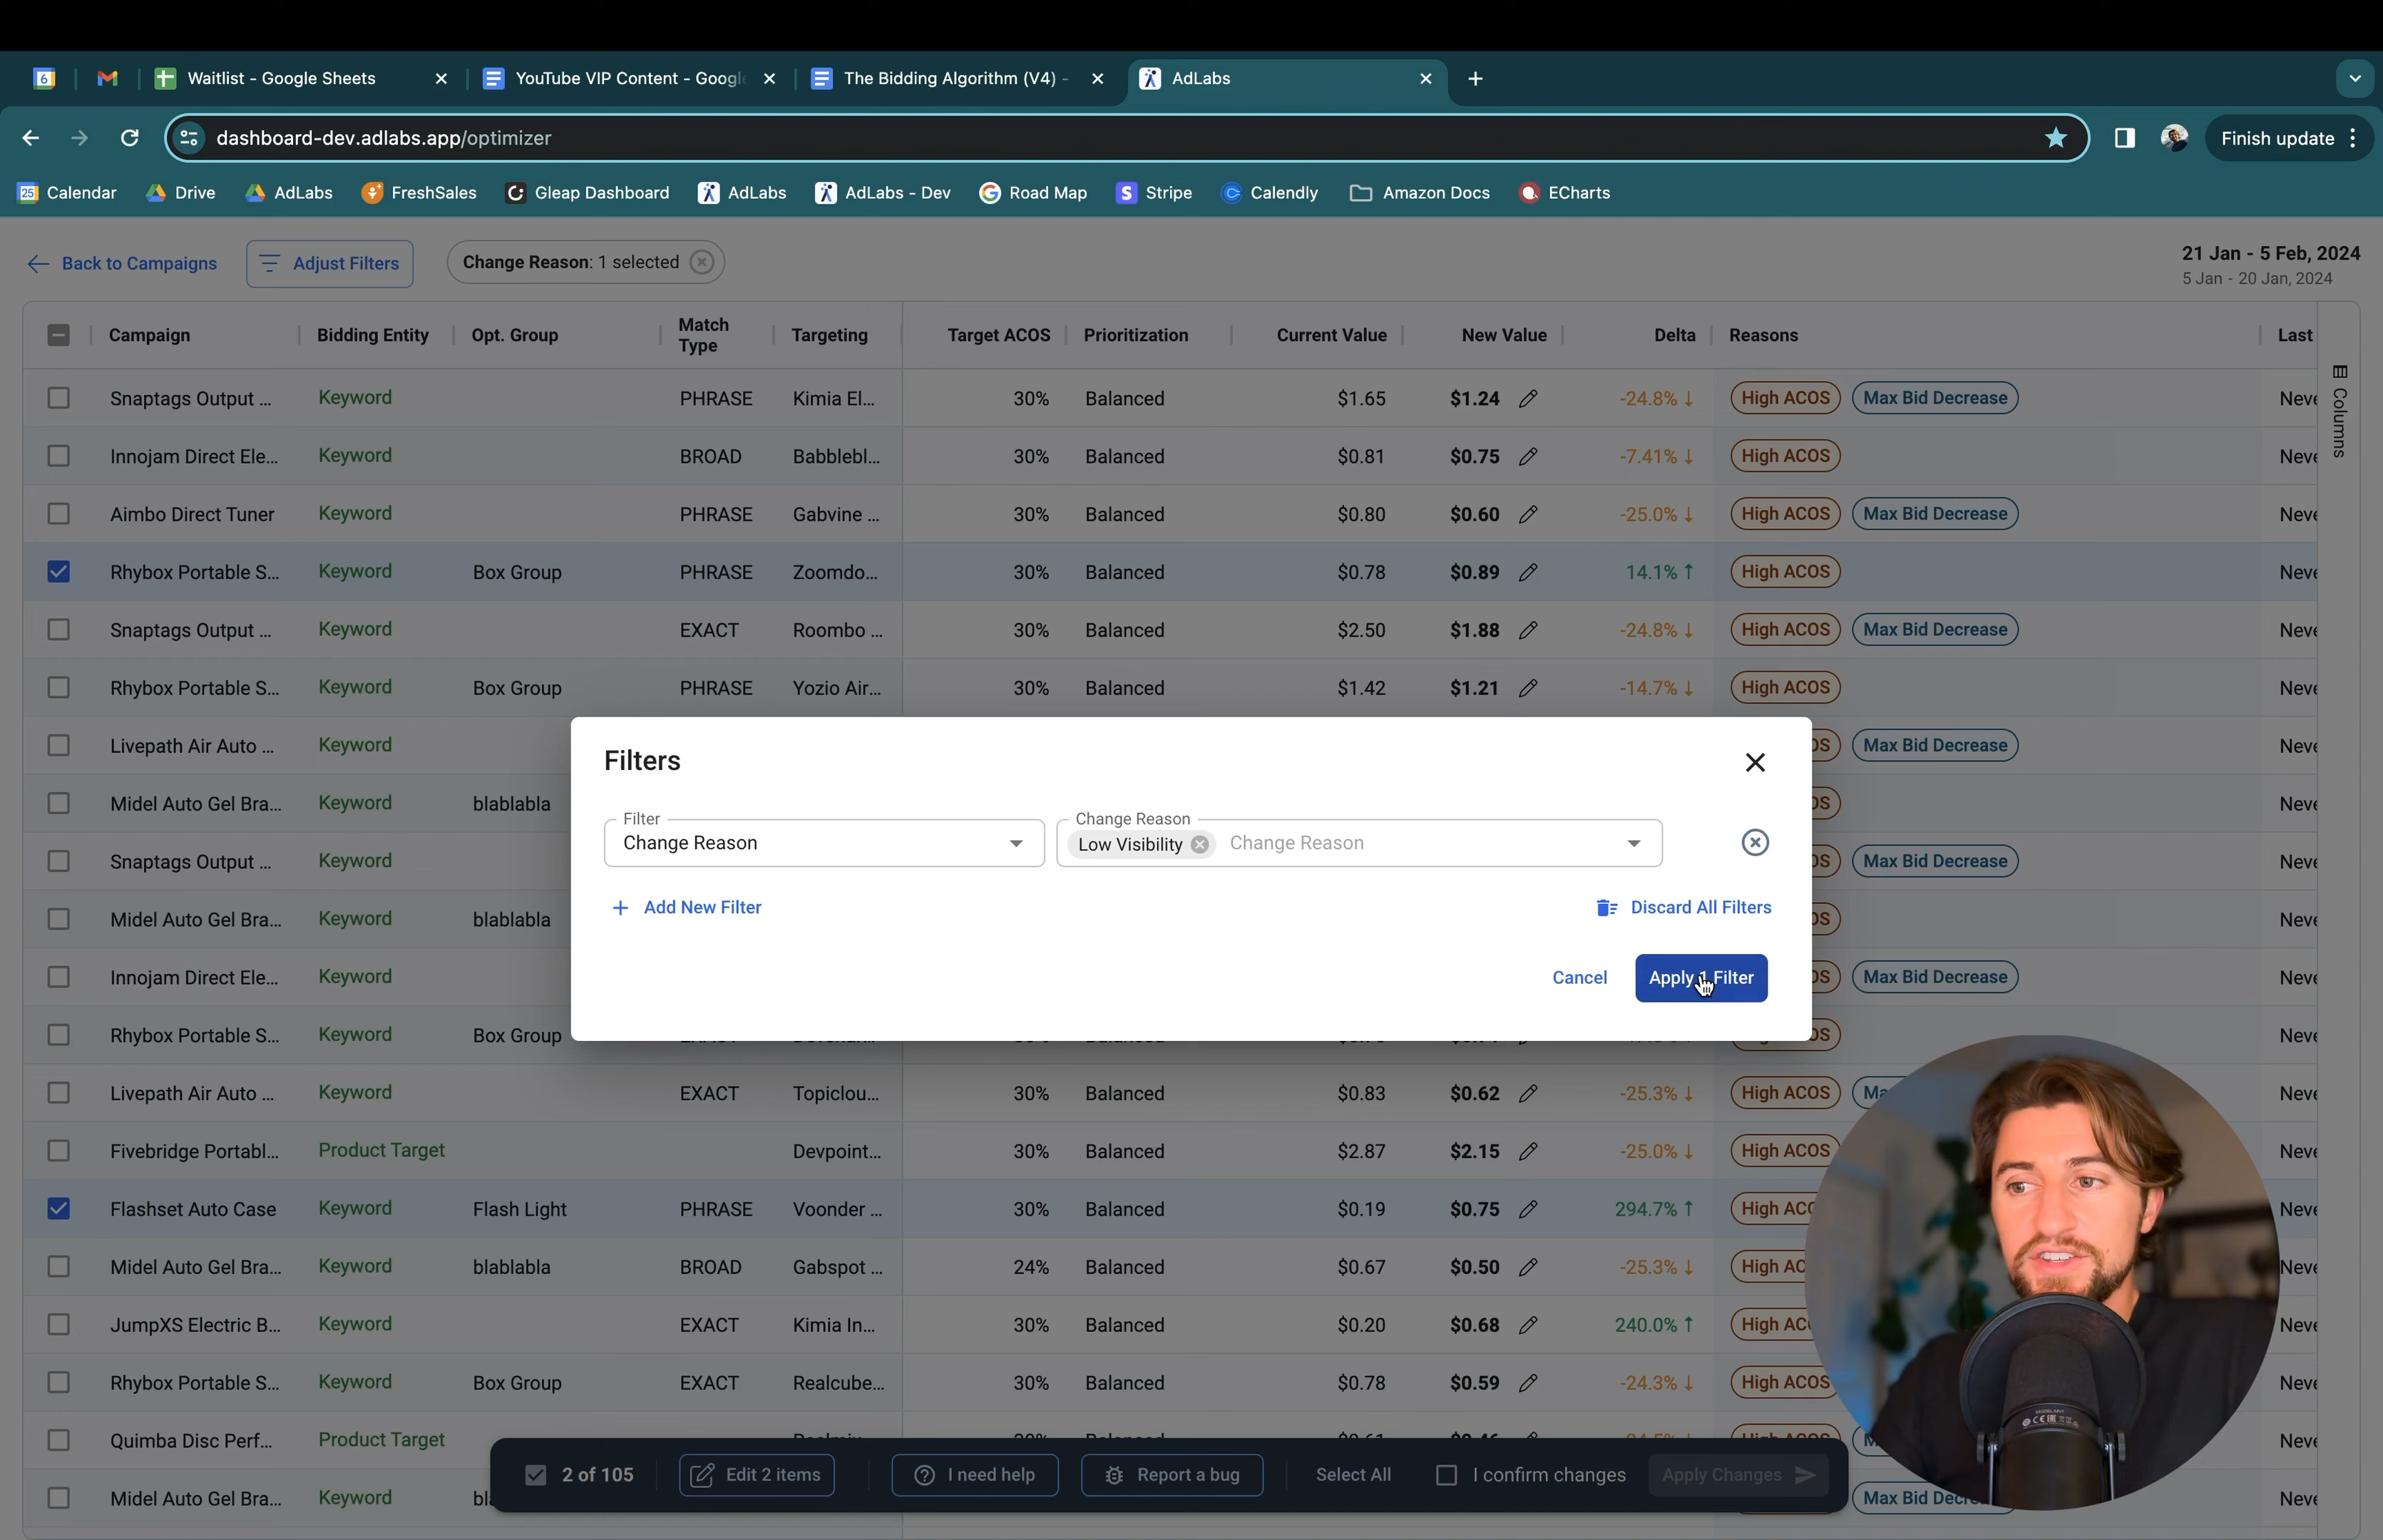 6
Waitlist - Google Sheets
YouTube VIP Content - Googl
The Bidding Algorithm (V4) -
AdLabs
dashboard-dev.adlabs.app/optimizer
Finish update
25 Calendar
Drive
AdLabs
FreshSales
Gleap Dashboard
AdLabs
AdLabs - Dev
Road Map
S Stripe
Calendly
Amazon Docs
ECharts
Back to Campaigns
Adjust Filters
Change Reason: 1 selected
21 Jan - 5 Feb, 2024
5 Jan - 20 Jan, 2024
Campaign Bidding Entity Opt. Group Match Type Targeting Target ACOS Prioritization Current Value New Value Delta Reasons Last
Columns
Snaptags Output ... Keyword PHRASE Kimia El... 30% Balanced $1.65 $1.24 -24.8% ↓ High ACOS Max Bid Decrease Neve
Innojam Direct Ele... Keyword BROAD Babblebl... 30% Balanced $0.81 $0.75 -7.41% ↓ High ACOS Neve
Aimbo Direct Tuner Keyword PHRASE Gabvine ... 30% Balanced $0.80 $0.60 -25.0% ↓ High ACOS Max Bid Decrease Neve
Rhybox Portable S... Keyword Box Group PHRASE Zoomdo... 30% Balanced $0.78 $0.89 14.1% ↑ High ACOS Neve
Snaptags Output ... Keyword EXACT Roombo ... 30% Balanced $2.50 $1.88 -24.8% ↓ High ACOS Max Bid Decrease Neve
Rhybox Portable S... Keyword Box Group PHRASE Yozio Air... 30% Balanced $1.42 $1.21 -14.7% ↓ High ACOS Neve
Livepath Air Auto ... Keyword OS Max Bid Decrease Neve
Midel Auto Gel Bra... Keyword blablabla OS Neve
Snaptags Output ... Keyword OS Max Bid Decrease Neve
Midel Auto Gel Bra... Keyword blablabla OS Neve
Innojam Direct Ele... Keyword OS Max Bid Decrease Neve
Rhybox Portable S... Keyword Box Group OS Neve
Filters
Filter
Change Reason
Change Reason
Low Visibility Change Reason
Add New Filter
Discard All Filters
Cancel
Apply 1 Filter
Livepath Air Auto ... Keyword EXACT Topiclou... 30% Balanced $0.83 $0.62 -25.3% ↓ High ACOS Ma Neve
Fivebridge Portabl... Product Target Devpoint... 30% Balanced $2.87 $2.15 -25.0% ↓ High ACOS Neve
Flashset Auto Case Keyword Flash Light PHRASE Voonder ... 30% Balanced $0.19 $0.75 294.7% ↑ High ACO Neve
Midel Auto Gel Bra... Keyword blablabla BROAD Gabspot ... 24% Balanced $0.67 $0.50 -25.3% ↓ High AC Neve
JumpXS Electric B... Keyword EXACT Kimia In... 30% Balanced $0.20 $0.68 240.0% ↑ High AC Neve
Rhybox Portable S... Keyword Box Group EXACT Realcube... 30% Balanced $0.78 $0.59 -24.3% ↓ High ACOS Neve
Quimba Disc Perf... Product Target Neve
Midel Auto Gel Bra... Keyword bla Max Bid Decre Neve
2 of 105
Edit 2 items
I need help
Report a bug
Select All
I confirm changes
Apply Changes